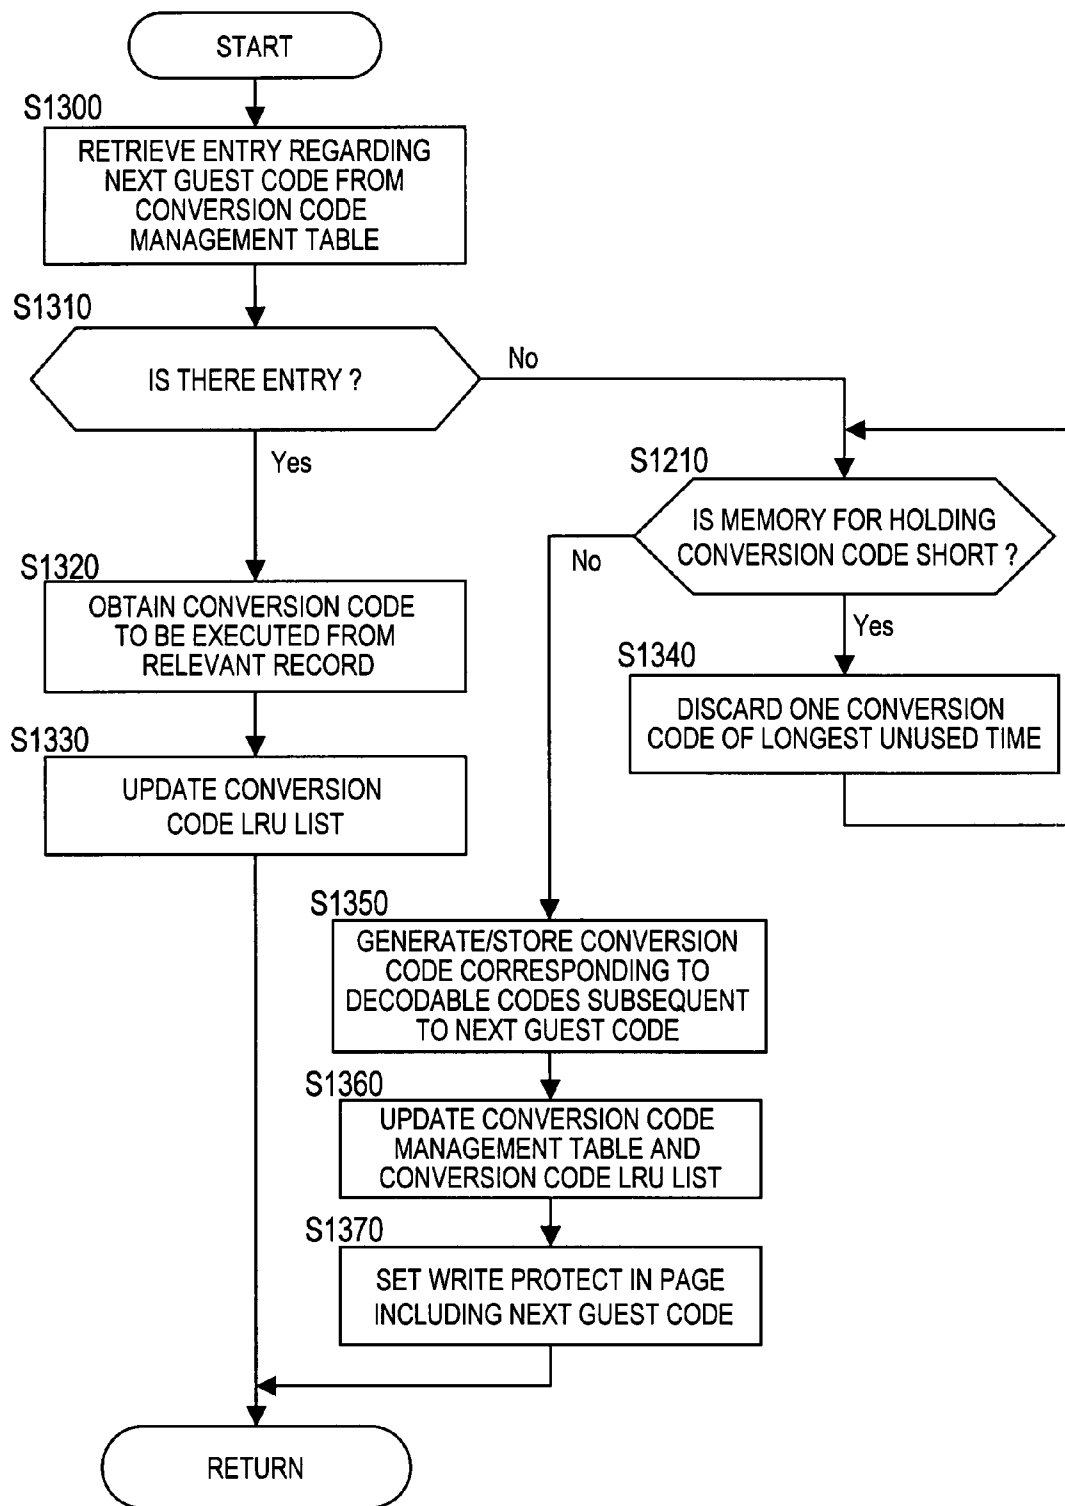 START
S1300
RETRIEVE ENTRY REGARDING
NEXT GUEST CODE FROM
CONVERSION CODE
MANAGEMENT TABLE
S1310
IS THERE ENTRY ?
No
Yes
S1210
IS MEMORY FOR HOLDING
CONVERSION CODE SHORT ?
No
Yes
S1320
OBTAIN CONVERSION CODE
TO BE EXECUTED FROM
RELEVANT RECORD
S1340
DISCARD ONE CONVERSION
CODE OF LONGEST UNUSED TIME
S1330
UPDATE CONVERSION
CODE LRU LIST
S1350
GENERATE/STORE CONVERSION
CODE CORRESPONDING TO
DECODABLE CODES SUBSEQUENT
TO NEXT GUEST CODE
S1360
UPDATE CONVERSION CODE
MANAGEMENT TABLE AND
CONVERSION CODE LRU LIST
S1370
SET WRITE PROTECT IN PAGE
INCLUDING NEXT GUEST CODE
RETURN